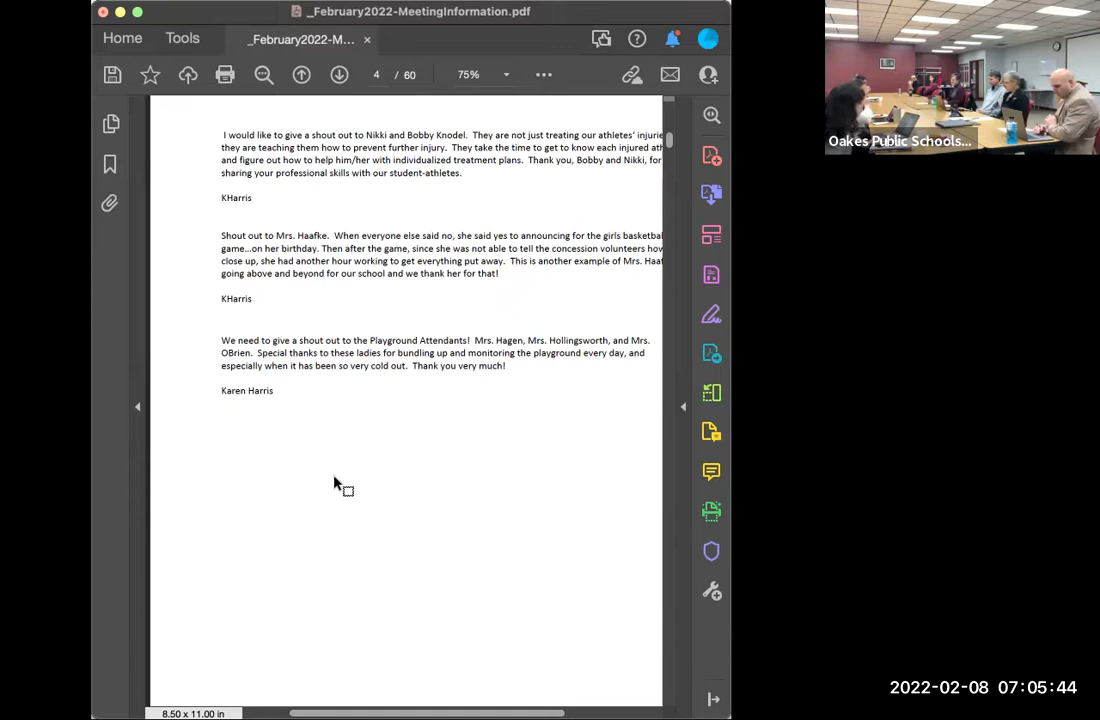 _February2022-MeetingInformation.pdf
Home
Tools
_February2022-M...
4 / 60
75%
I would like to give a shout out to Nikki and Bobby Knodel. They are not just treating our athletes' injurie
they are teaching them how to prevent further injury. They take the time to get to know each injured ath
and figure out how to help him/her with individualized treatment plans. Thank you, Bobby and Nikki, for
sharing your professional skills with our student-athletes.
KHarris
Shout out to Mrs. Haafke. When everyone else said no, she said yes to announcing for the girls basketbal
game...on her birthday. Then after the game, since she was not able to tell the concession volunteers how
close up, she had another hour working to get everything put away. This is another example of Mrs. Haaf
going above and beyond for our school and we thank her for that!
KHarris
We need to give a shout out to the Playground Attendants! Mrs. Hagen, Mrs. Hollingsworth, and Mrs.
OBrien. Special thanks to these ladies for bundling up and monitoring the playground every day, and
especially when it has been so very cold out. Thank you very much!
Karen Harris
8.50 x 11.00 in
Oakes Public Schools...
2022-02-08 07:05:44